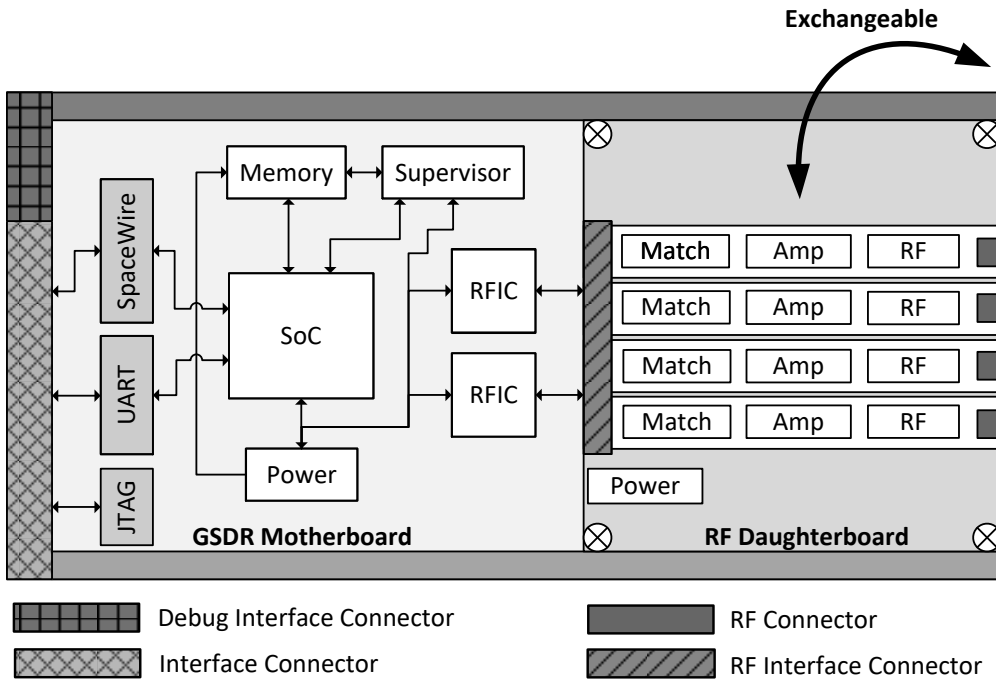 Exchangeable
Memory
Supervisor
SpaceWire
SoC
RFIC
Match Amp RF
Match Amp RF
UART
RFIC
Match Amp RF
Match Amp RF
Power
Power
JTAG
GSDR Motherboard
RF Daughterboard
Debug Interface Connector
RF Connector
Interface Connector
RF Interface Connector